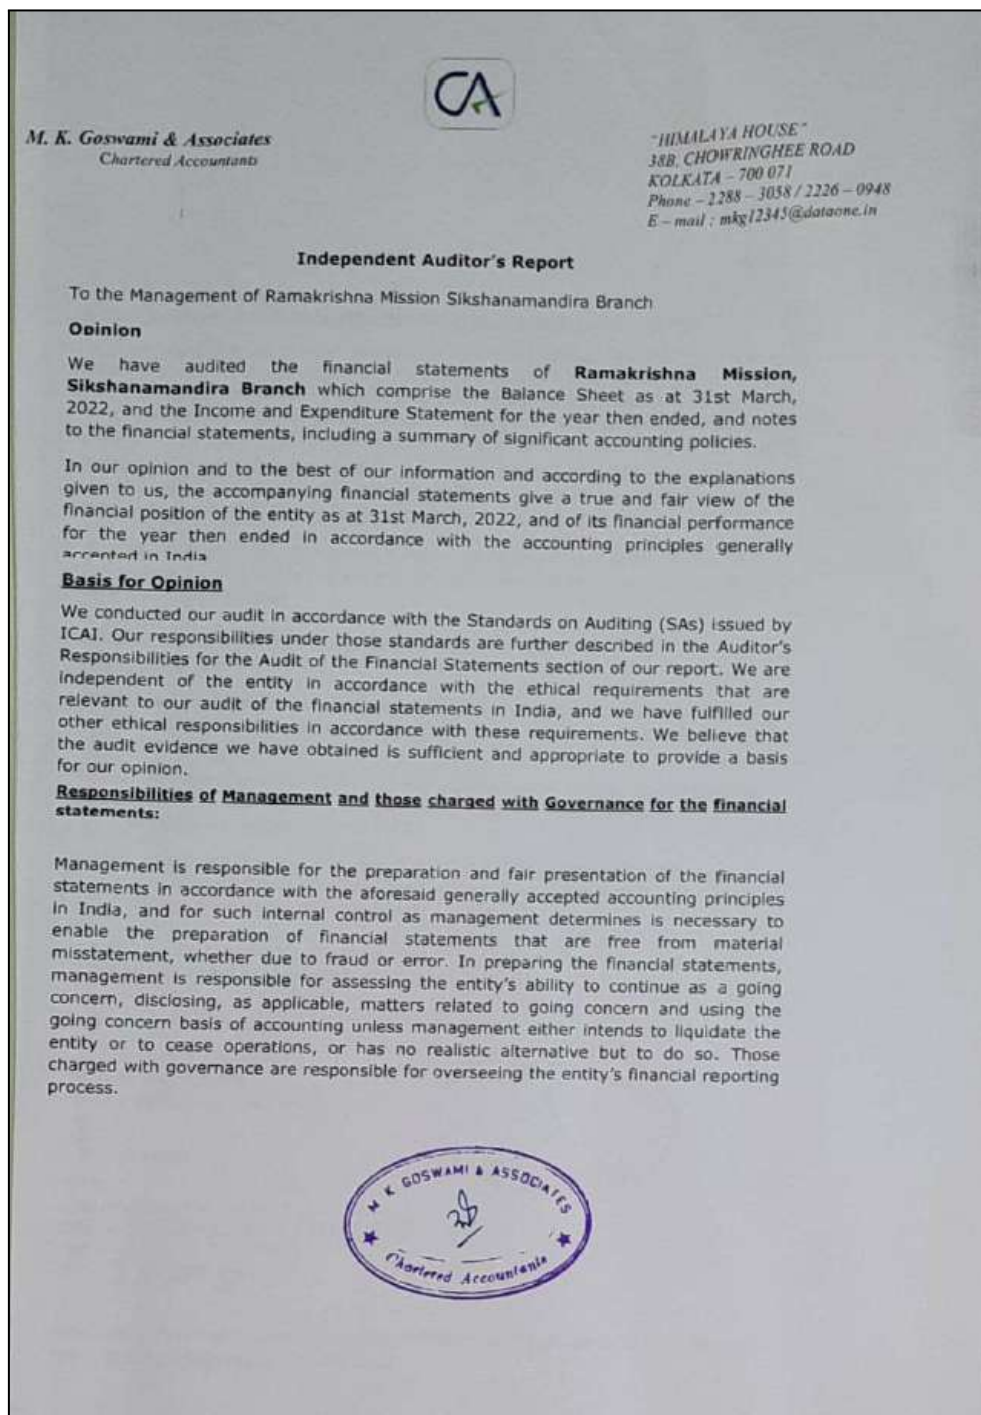 CA
M. K. Goswami & Associates
Chartered Accountants
"HIMALAYA HOUSE"
38B, CHOWRINGHEE ROAD
KOLKATA – 700 071
Phone – 2288 – 3058 / 2226 – 0948
E – mail : mkg12345@dataone.in
Independent Auditor's Report
To the Management of Ramakrishna Mission Sikshanamandira Branch
Opinion
We have audited the financial statements of Ramakrishna Mission,
Sikshanamandira Branch which comprise the Balance Sheet as at 31st March,
2022, and the Income and Expenditure Statement for the year then ended, and notes
to the financial statements, including a summary of significant accounting policies.
In our opinion and to the best of our information and according to the explanations
given to us, the accompanying financial statements give a true and fair view of the
financial position of the entity as at 31st March, 2022, and of its financial performance
for the year then ended in accordance with the accounting principles generally
accepted in India
Basis for Opinion
We conducted our audit in accordance with the Standards on Auditing (SAs) issued by
ICAI. Our responsibilities under those standards are further described in the Auditor's
Responsibilities for the Audit of the Financial Statements section of our report. We are
independent of the entity in accordance with the ethical requirements that are
relevant to our audit of the financial statements in India, and we have fulfilled our
other ethical responsibilities in accordance with these requirements. We believe that
the audit evidence we have obtained is sufficient and appropriate to provide a basis
for our opinion.
Responsibilities of Management and those charged with Governance for the financial
statements:
Management is responsible for the preparation and fair presentation of the financial
statements in accordance with the aforesaid generally accepted accounting principles
in India, and for such internal control as management determines is necessary to
enable the preparation of financial statements that are free from material
misstatement, whether due to fraud or error. In preparing the financial statements,
management is responsible for assessing the entity's ability to continue as a going
concern, disclosing, as applicable, matters related to going concern and using the
going concern basis of accounting unless management either intends to liquidate the
entity or to cease operations, or has no realistic alternative but to do so. Those
charged with governance are responsible for overseeing the entity's financial reporting
process.
M K GOSWAMI & ASSOCIATES
Chartered Accountants